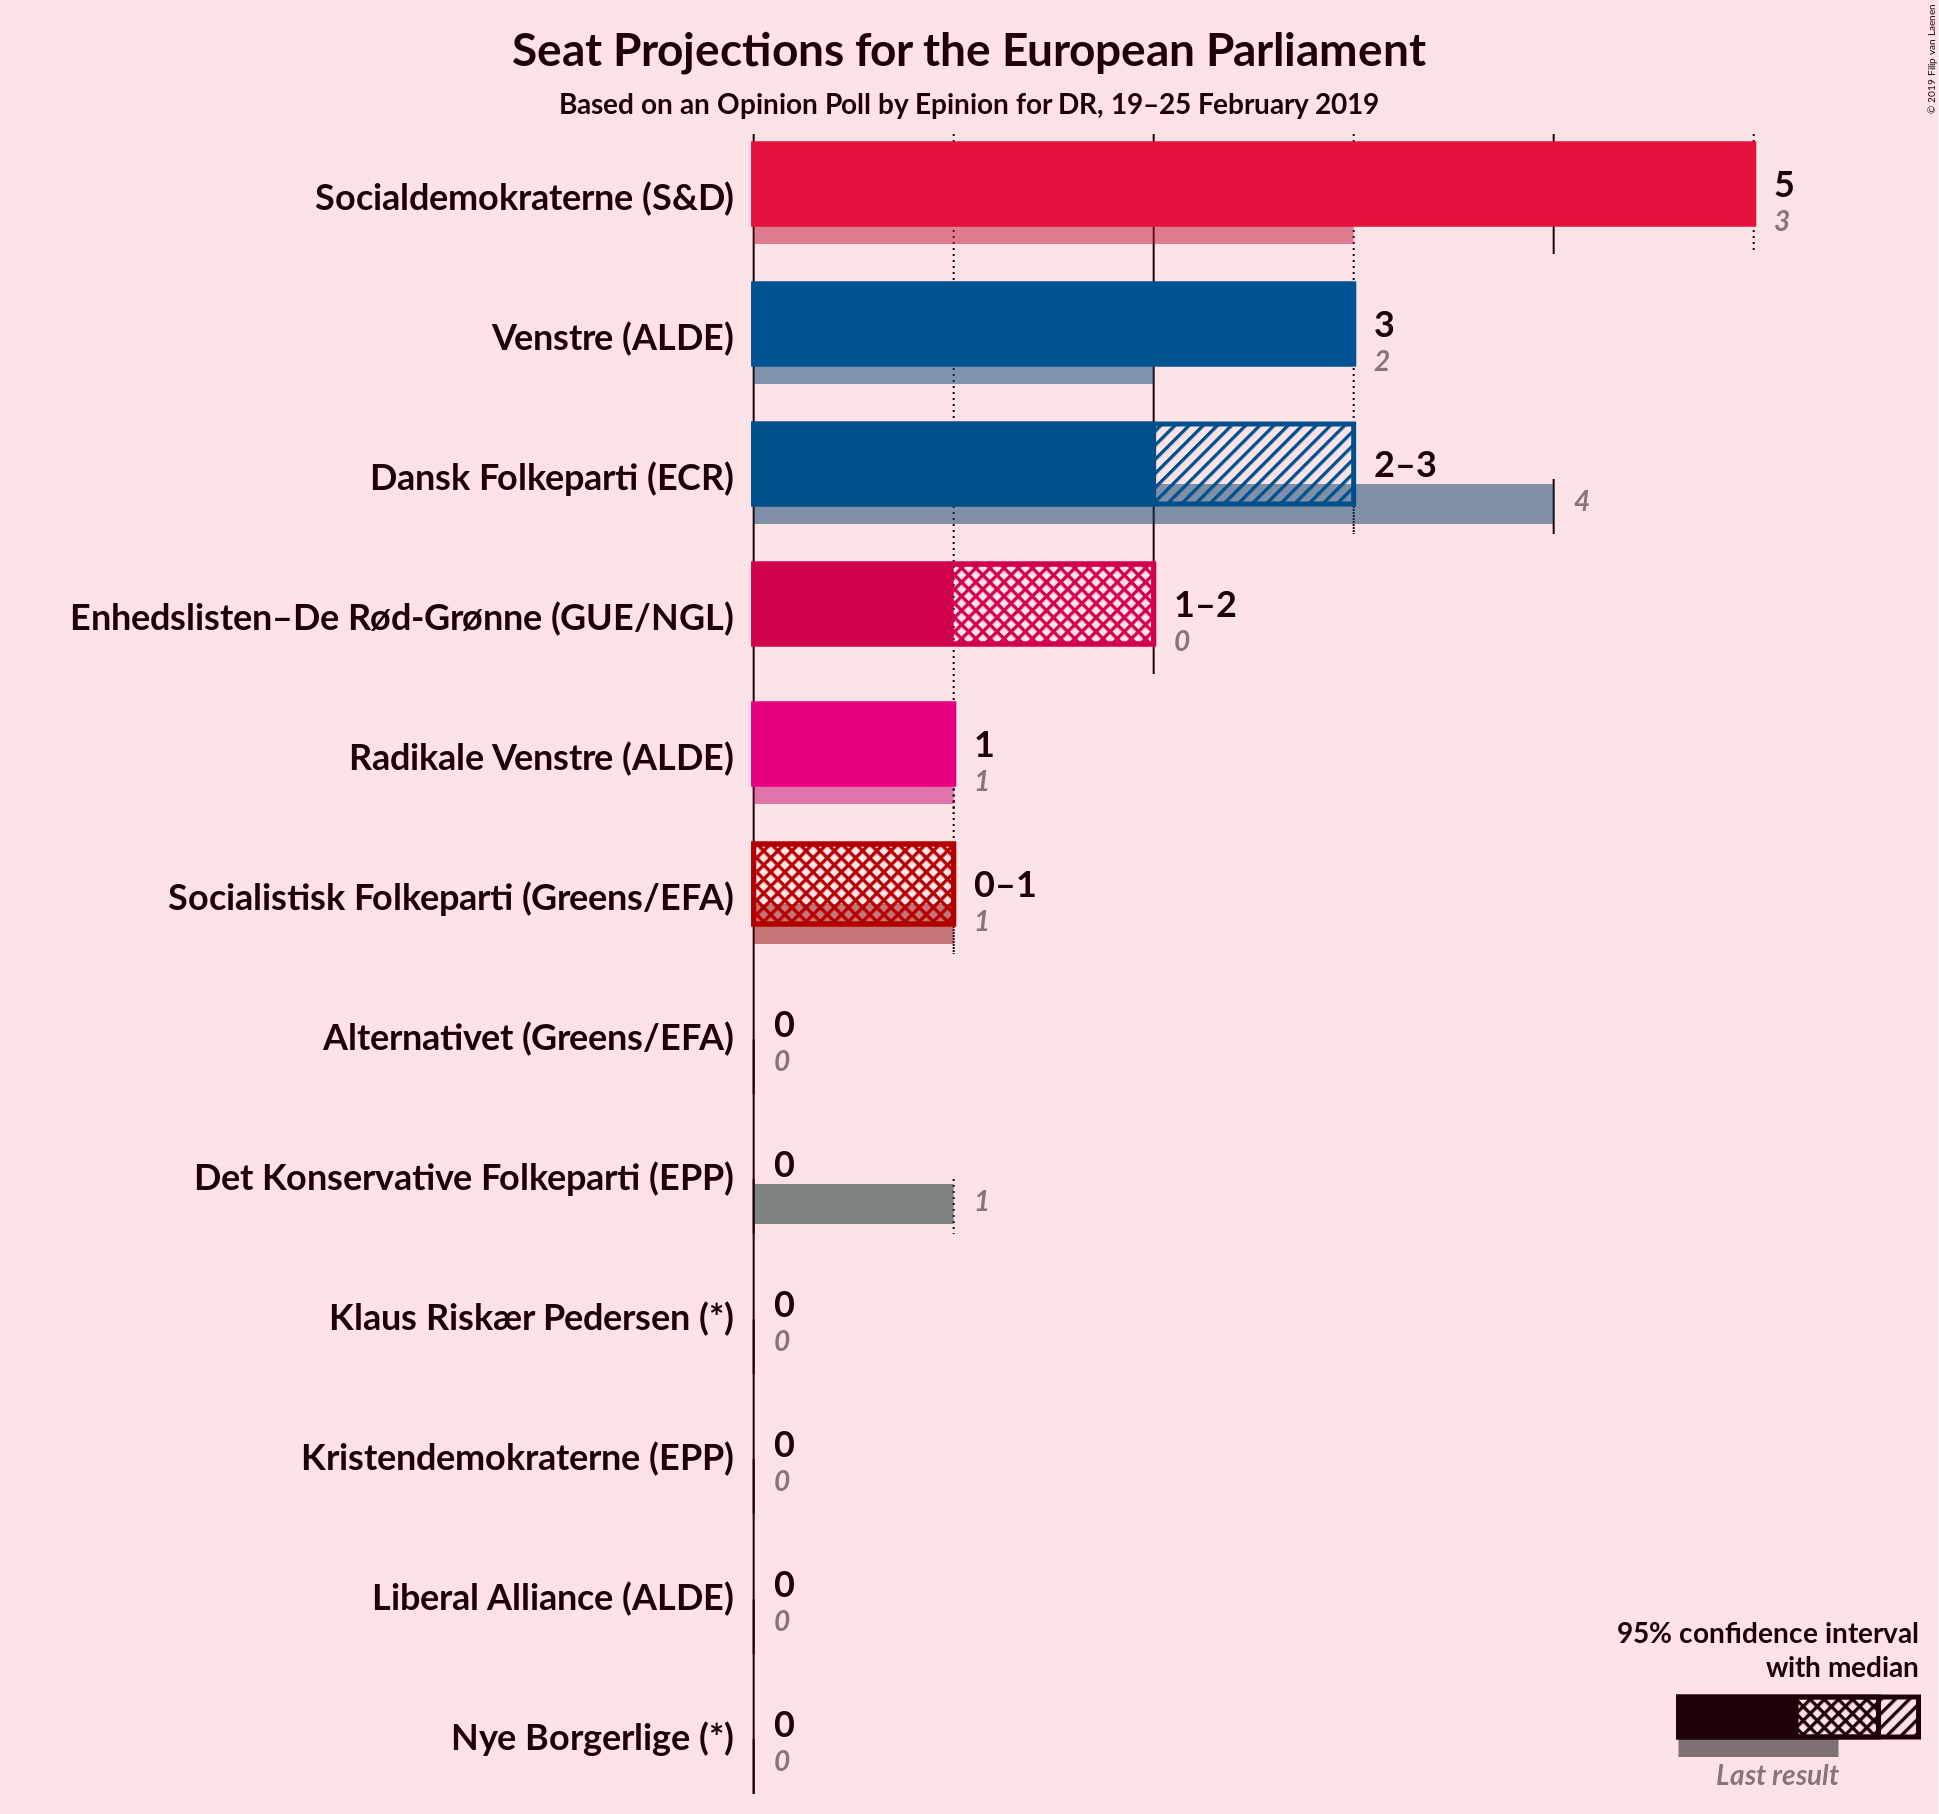 Seat Projections for the European Parliament
Based on an Opinion Poll by Epinion for DR, 19–25 February 2019
© 2019 Filip van Laenen
Socialdemokraterne (S&D)
5
3
Venstre (ALDE)
3
2
Dansk Folkeparti (ECR)
2–3
4
Enhedslisten–De Rød-Grønne (GUE/NGL)
1–2
0
Radikale Venstre (ALDE)
1
1
Socialistisk Folkeparti (Greens/EFA)
0–1
1
Alternativet (Greens/EFA)
0
0
Det Konservative Folkeparti (EPP)
0
1
Klaus Riskær Pedersen (*)
0
0
Kristendemokraterne (EPP)
0
0
Liberal Alliance (ALDE)
0
0
Nye Borgerlige (*)
0
0
95% confidence interval
with median
Last result